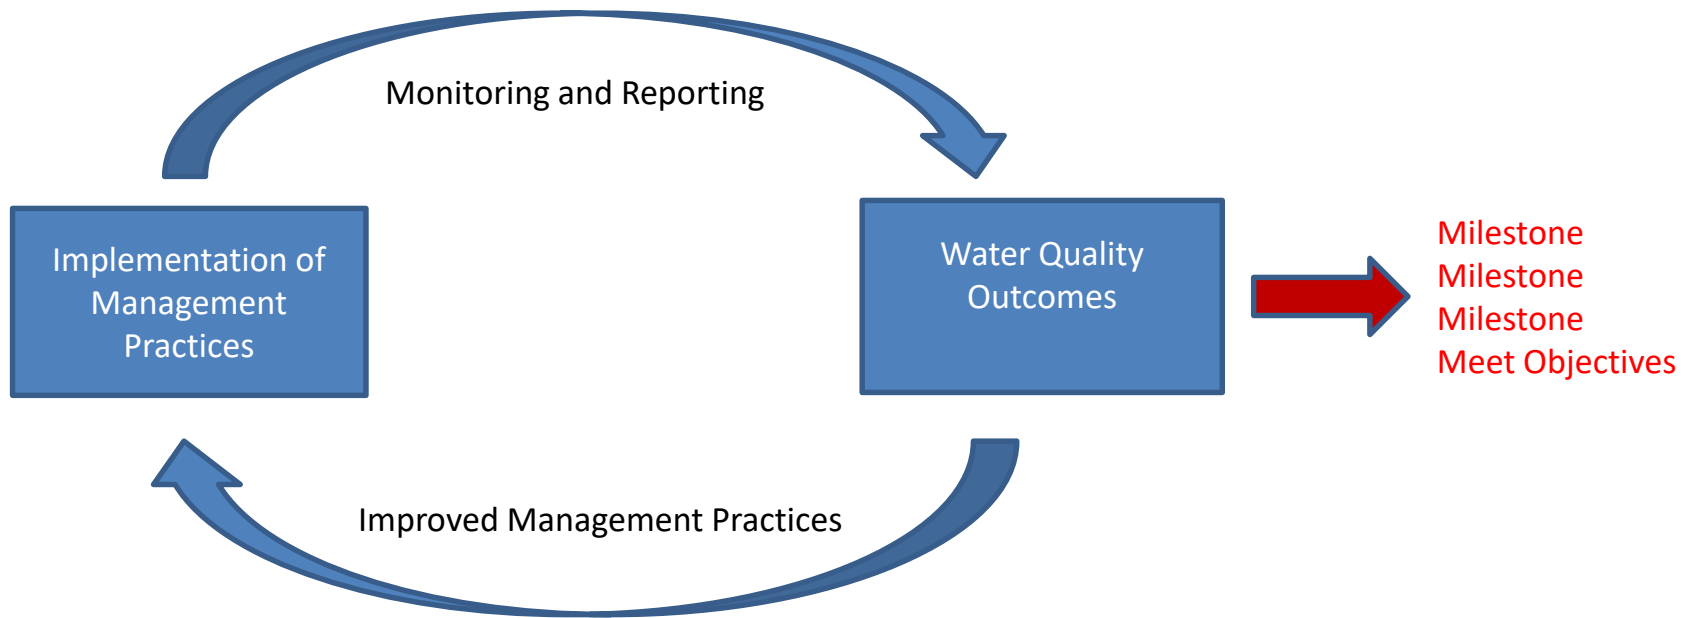 Monitoring and Reporting
Implementation of
Management
Practices
Water Quality
Outcomes
Milestone
Milestone
Milestone
Meet Objectives
Improved Management Practices